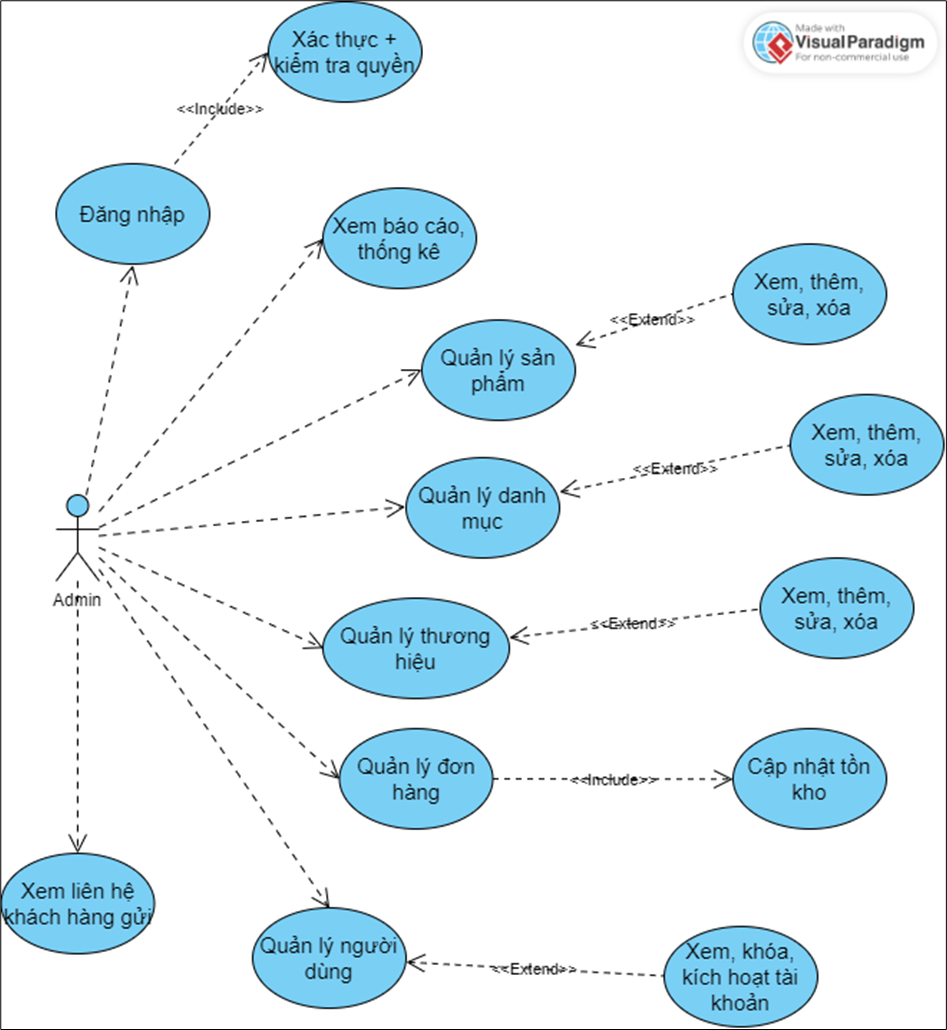 Made with
Visual Paradigm
For non-commercial use
Xác thực +
kiểm tra quyền
<<Include>>
Đăng nhập
Xem báo cáo,
thống kê
Xem, thêm,
sửa, xóa
<<Extend>>
Quản lý sản
phẩm
Xem, thêm,
sửa, xóa
<<Extend>>
Quản lý danh
mục
Admin
Xem, thêm,
sửa, xóa
<<Extend>>
Quản lý thương
hiệu
Quản lý đơn
hàng
<<Include>>
Cập nhật tồn
kho
Xem liên hệ
khách hàng gửi
Quản lý người
dùng
<<Extend>>
Xem, khóa,
kích hoạt tài
khoản